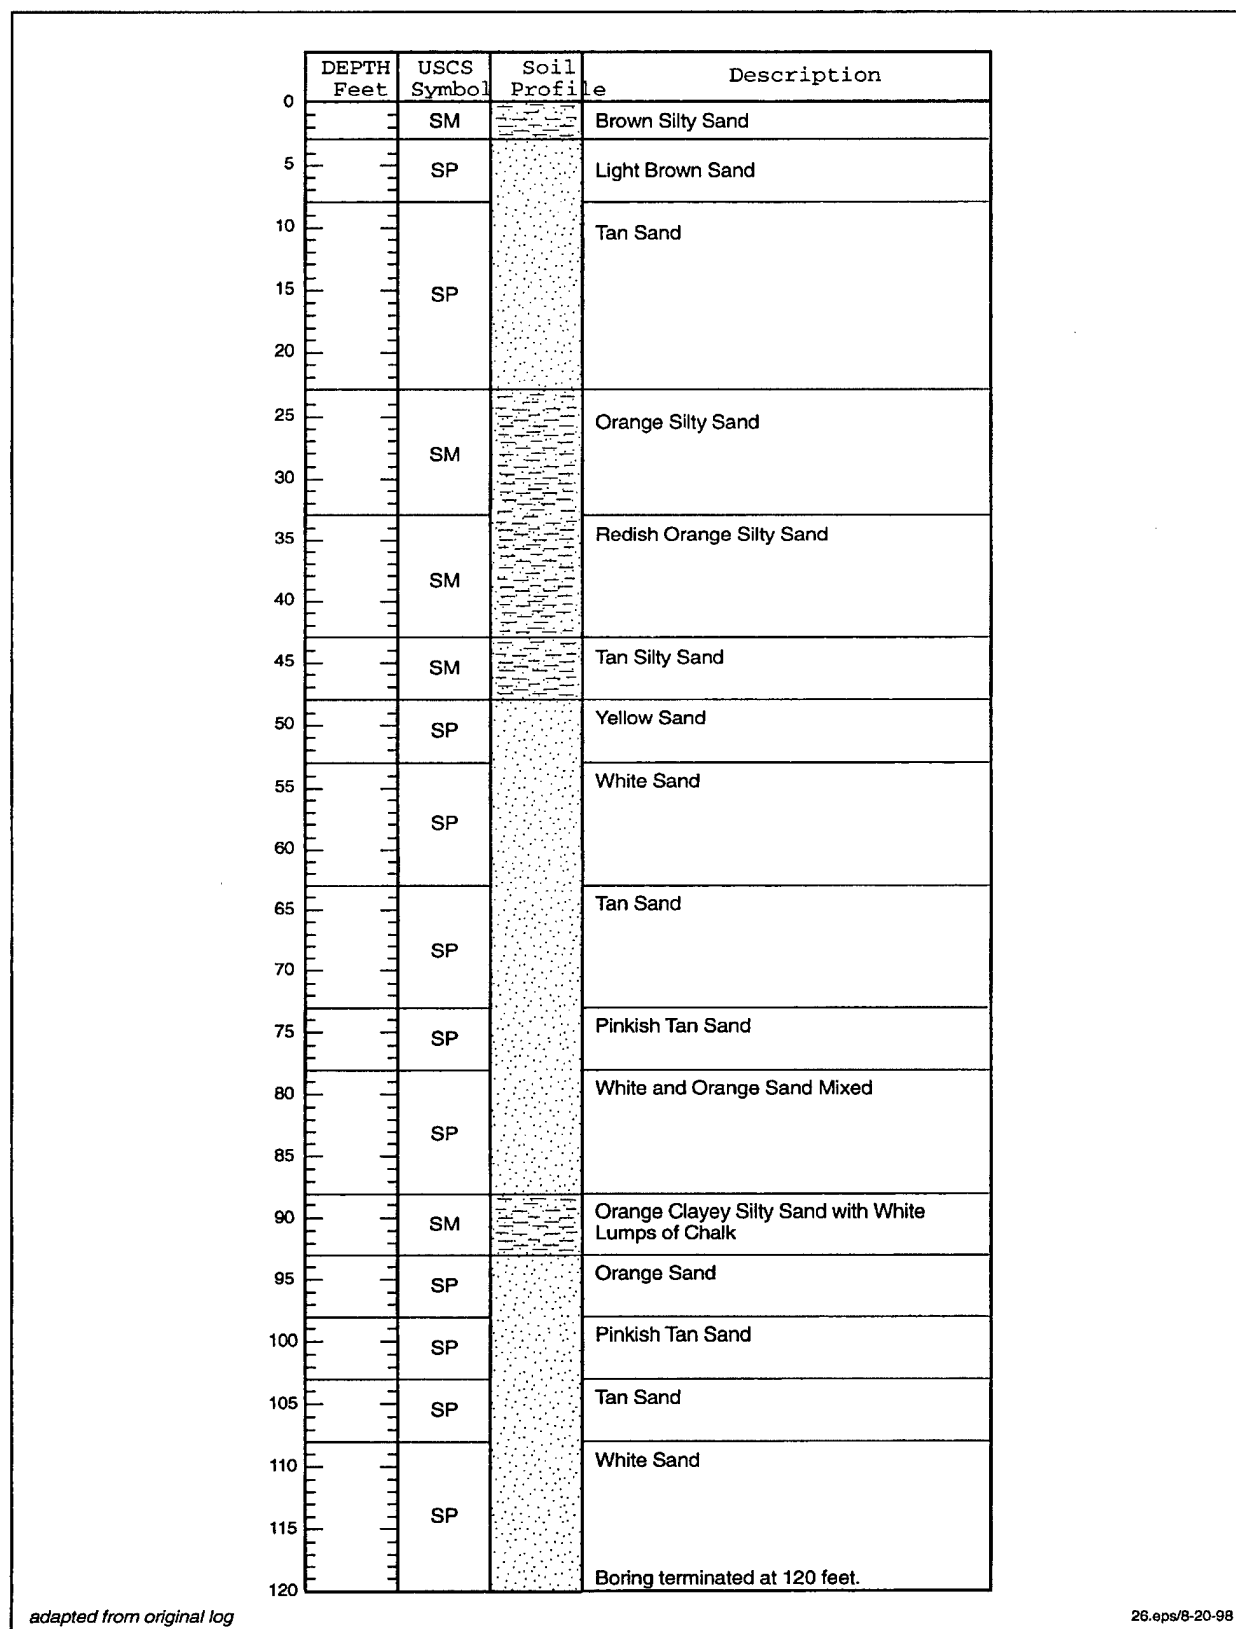 DEPTH Feet USCS Symbol Soil Profile Description
0
SM Brown Silty Sand
5 SP Light Brown Sand
10 Tan Sand
15 SP
20
25 Orange Silty Sand
SM
30
35 Redish Orange Silty Sand
SM
40
45 SM Tan Silty Sand
50 SP Yellow Sand
55 White Sand
SP
60
65 Tan Sand
SP
70
75 SP Pinkish Tan Sand
80 White and Orange Sand Mixed
SP
85
90 SM Orange Clayey Silty Sand with White
Lumps of Chalk
95 SP Orange Sand
100 SP Pinkish Tan Sand
105 SP Tan Sand
110 White Sand
SP
115
Boring terminated at 120 feet.
120
adapted from original log
26.eps/8-20-98